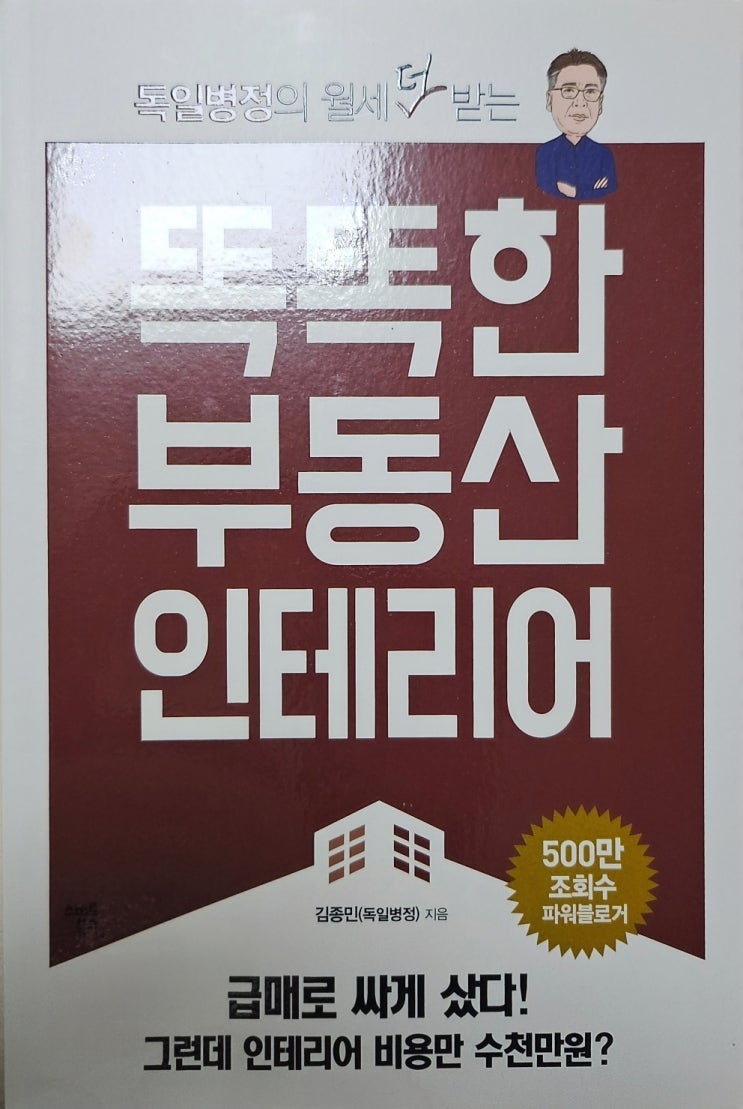 독일병정의 월세 더 받는
똑똑한
부동산
인테리어
500만
조회수
파워블로거
김종민(독일병정) 지음
급매로 싸게 샀다!
그런데 인테리어 비용만 수천만원?